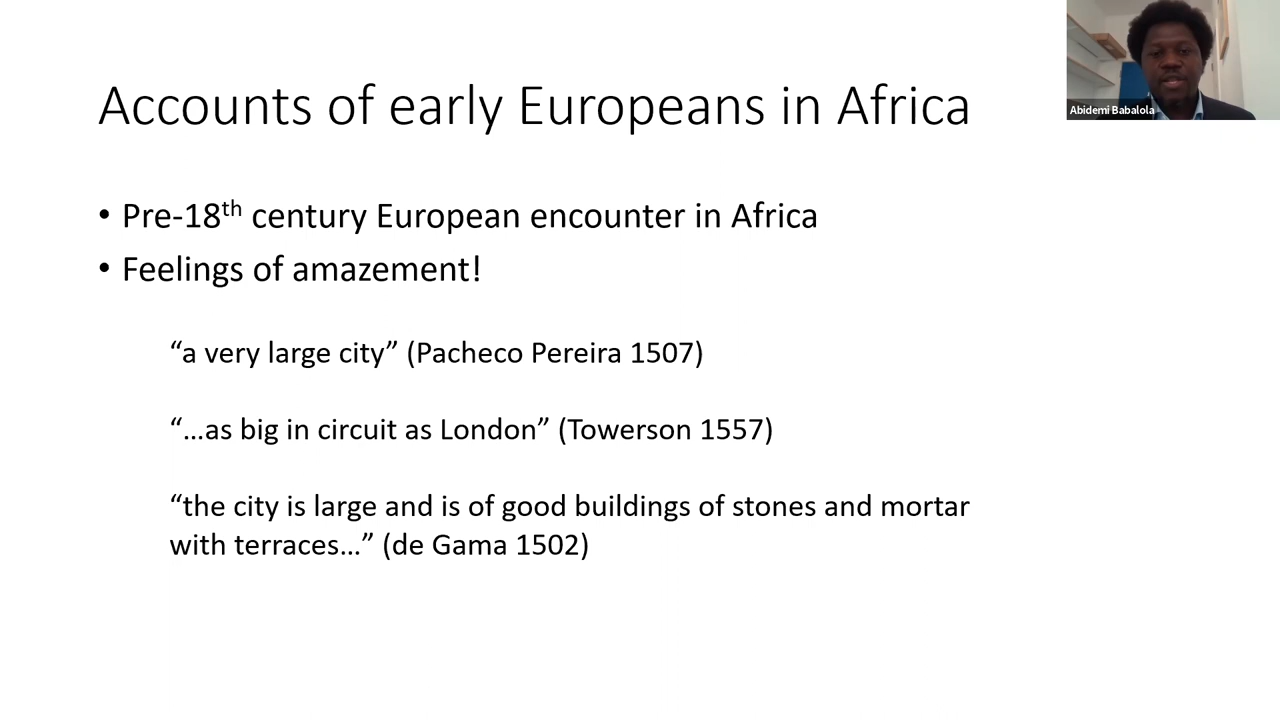 Accounts of early Europeans in Africa
Abidemi Babalola
• Pre-18th century European encounter in Africa
• Feelings of amazement!
“a very large city” (Pacheco Pereira 1507)
“…as big in circuit as London” (Towerson 1557)
“the city is large and is of good buildings of stones and mortar
with terraces…” (de Gama 1502)